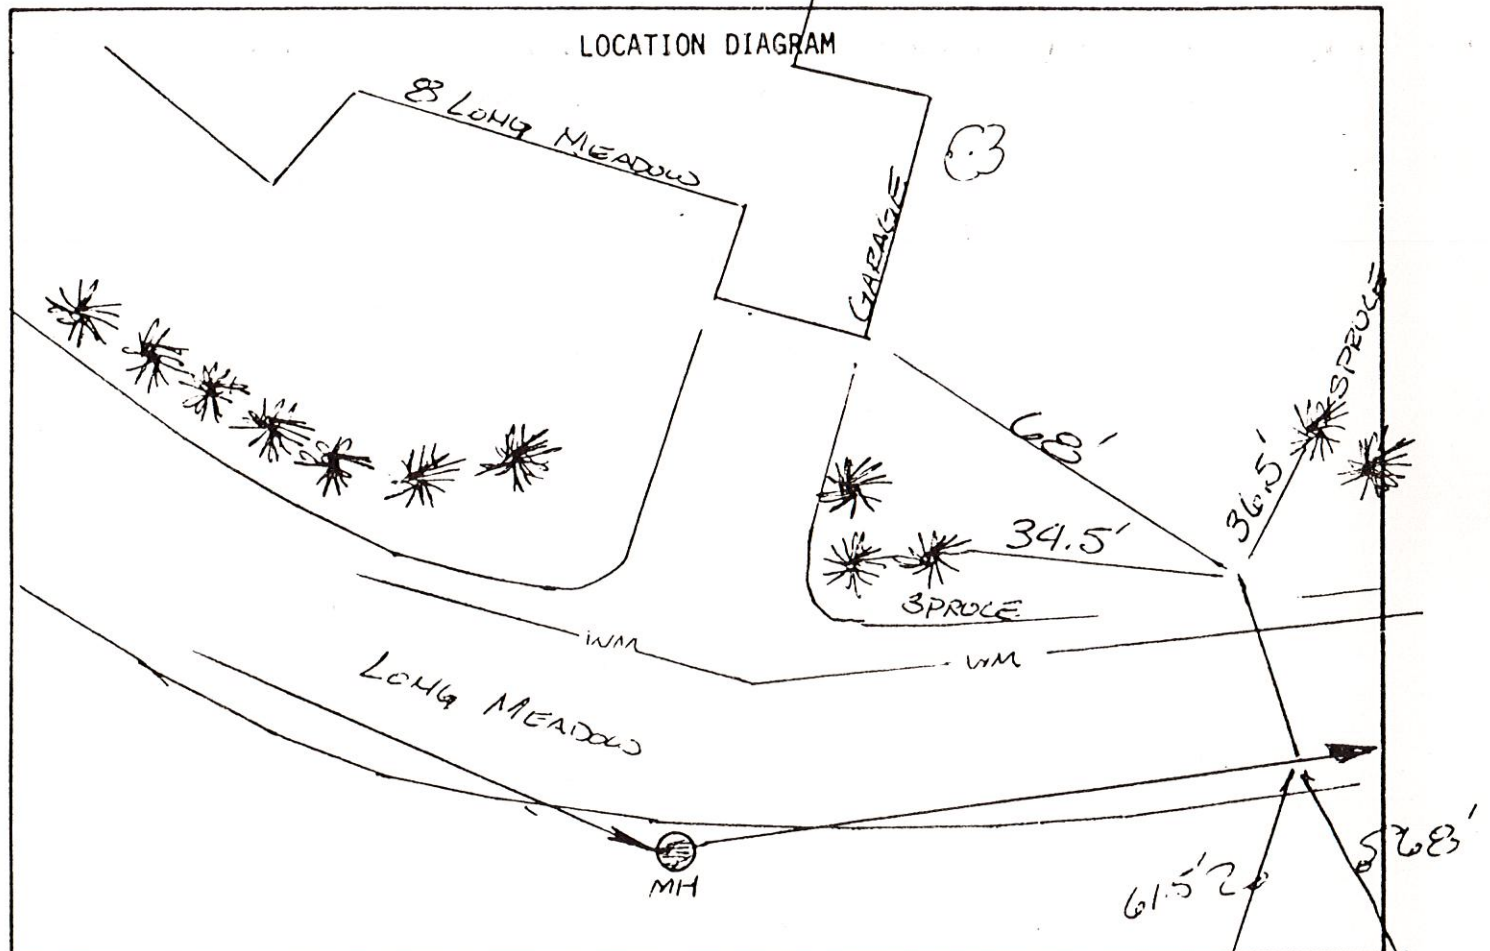 LOCATION DIAGRAM
8 LONG MEADOW
GARAGE
SPRUCE
68'
36.5'
34.5'
SPRUCE
WM
WM
LONG MEADOW
MH
61.5'